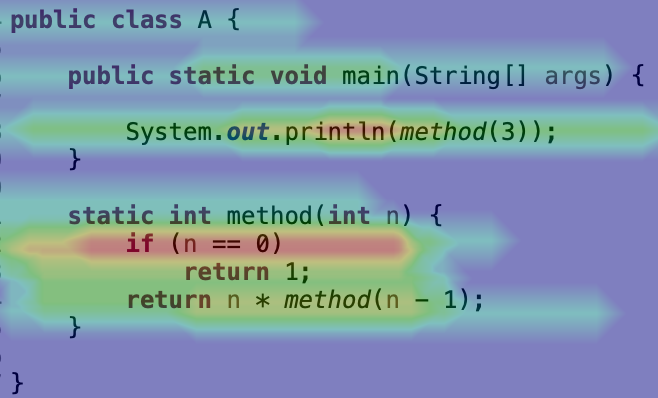 public class A {
public static void main(String[] args) {
System.out.println(method(3));
}
static int method(int n) {
if (n == 0)
return 1;
return n * method(n - 1);
}
}